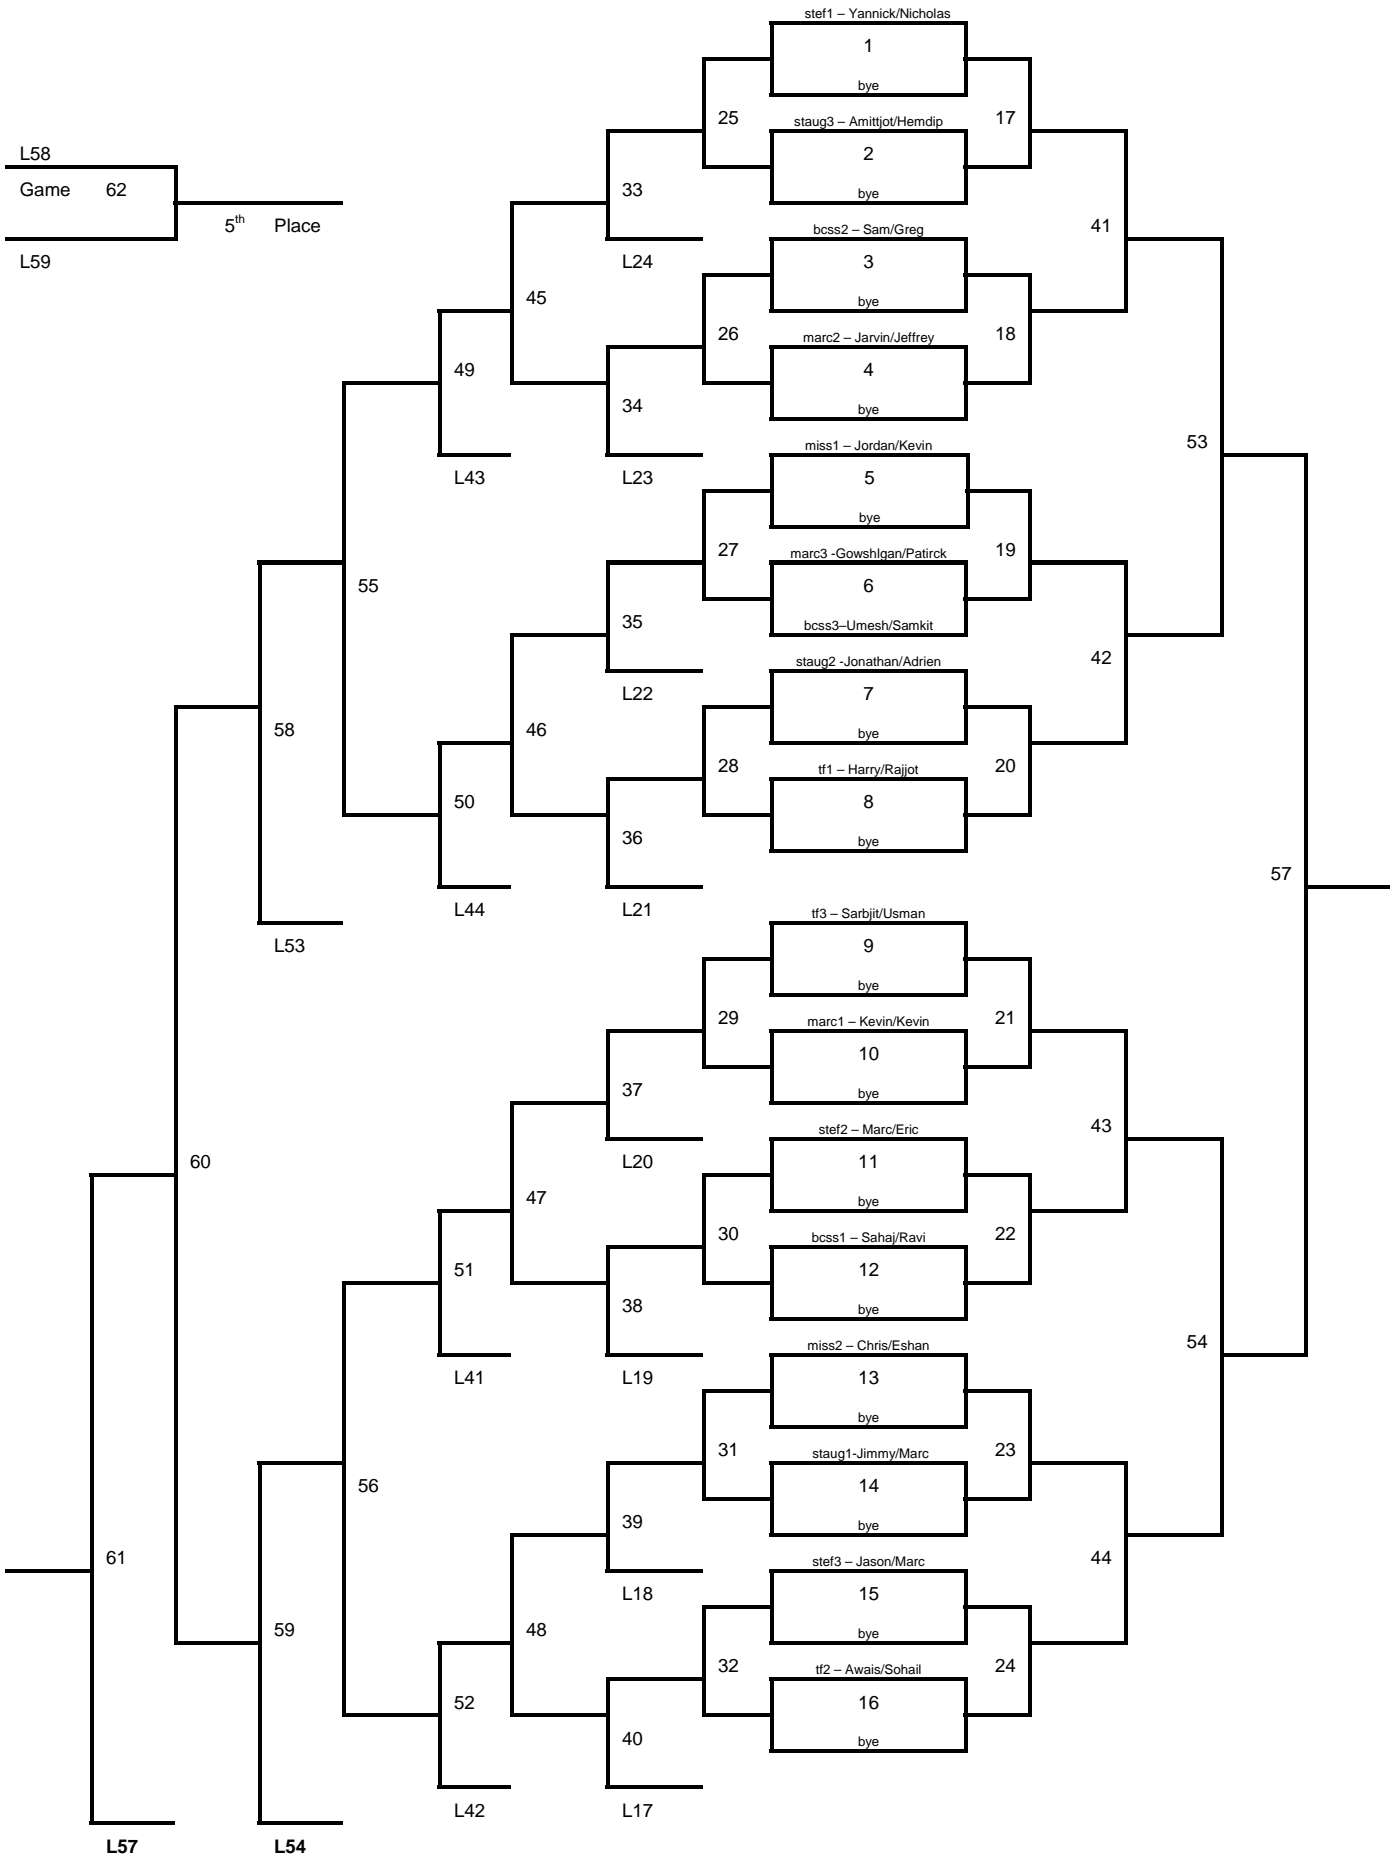 stef1 – Yannick/Nicholas
1
bye
25
17
staug3 – Amittjot/Hemdip
2
bye
L58
Game 62
5th Place
L59
33
41
bcss2 – Sam/Greg
3
bye
L24
45
26
18
marc2 – Jarvin/Jeffrey
4
bye
49
34
53
miss1 – Jordan/Kevin
5
bye
L43
L23
27
19
marc3 -Gowshlgan/Patirck
6
bcss3–Umesh/Samkit
55
35
42
staug2 -Jonathan/Adrien
7
bye
L22
58
46
28
20
tf1 – Harry/Rajjot
8
bye
50
36
57
L44
L21
L53
tf3 – Sarbjit/Usman
9
bye
29
21
marc1 – Kevin/Kevin
10
bye
37
43
stef2 – Marc/Eric
11
bye
60
L20
47
30
22
bcss1 – Sahaj/Ravi
12
bye
51
38
54
miss2 – Chris/Eshan
13
bye
L41
L19
31
23
staug1-Jimmy/Marc
14
bye
56
39
44
61
stef3 – Jason/Marc
15
bye
L18
59
48
32
24
tf2 – Awais/Sohail
16
bye
52
40
L42
L17
L57
L54